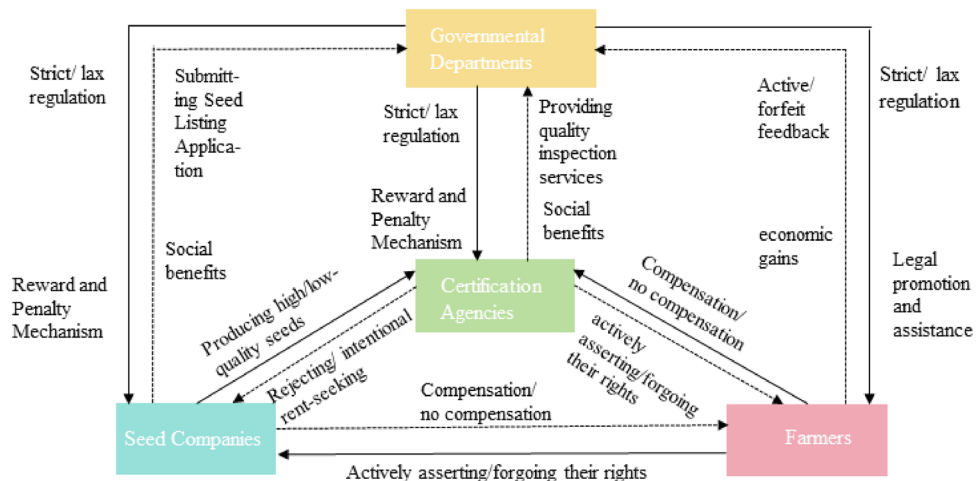 Governmental
Departments
Strict/ lax
regulation
Submitt-
ing Seed
Listing
Applica-
tion
Strict/ lax
regulation
Providing
quality
inspection
services
Active/
forfeit
feedback
Strict/ lax
regulation
Reward and
Penalty
Mechanism
Social
benefits
Social
benefits
economic
gains
Reward and
Penalty
Mechanism
Legal
promotion
and
assistance
Certification
Agencies
Producing high/low-
quality seeds
Rejecting/ intentional
rent-seeking
Compensation/
no compensation
actively
asserting/forgoing
their rights
Compensation/
no compensation
Seed Companies
Farmers
Actively asserting/forgoing their rights